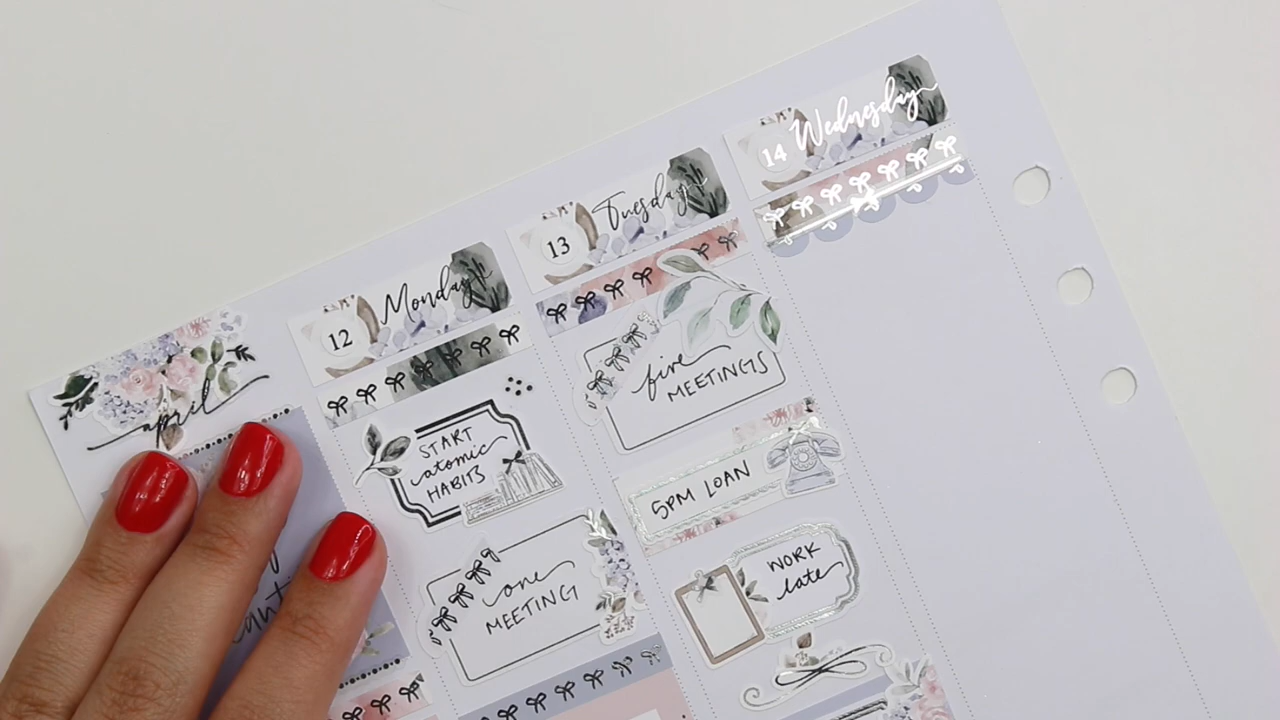 april
12
Monday
START
atomic
HABITS
one
MEETING
13
Tuesday
five
MEETINGS
5PM LOAN
WORK
late
14
Wednesday